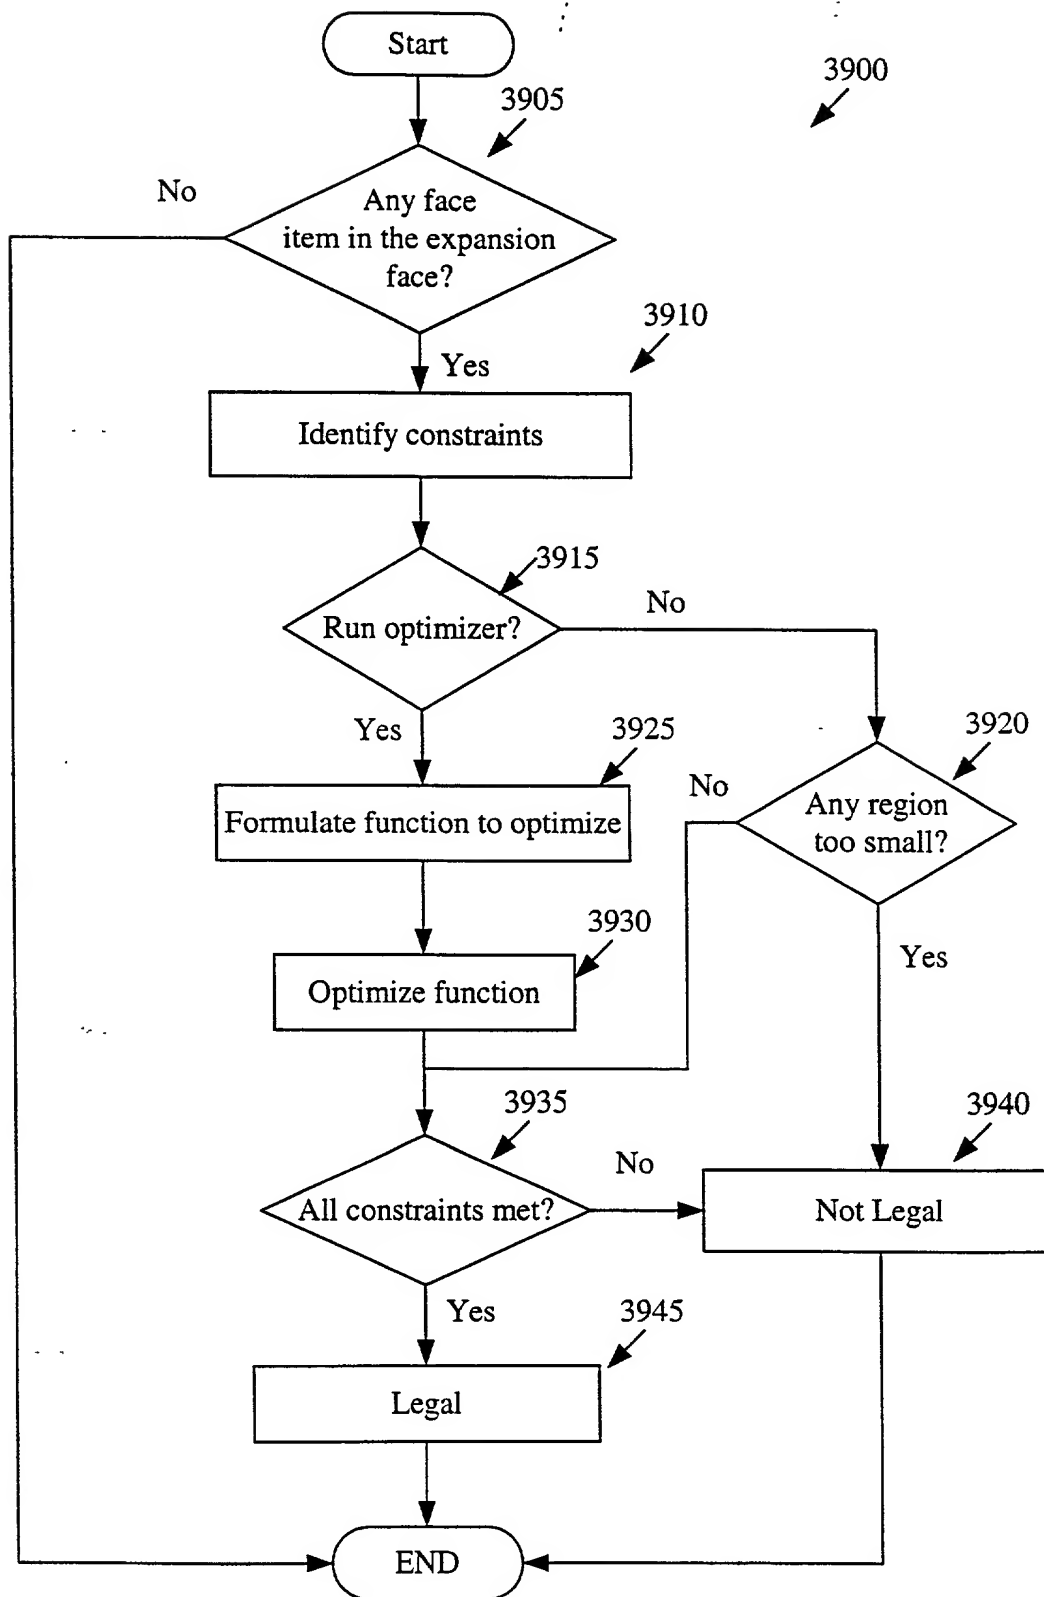 Start
3900
3905
No
Any face
item in the expansion
face?
3910
Yes
Identify constraints
3915
No
Run optimizer?
Yes
3925
3920
No
Any region
too small?
Formulate function to optimize
3930
Yes
Optimize function
3935
3940
No
All constraints met?
Not Legal
Yes
3945
Legal
END